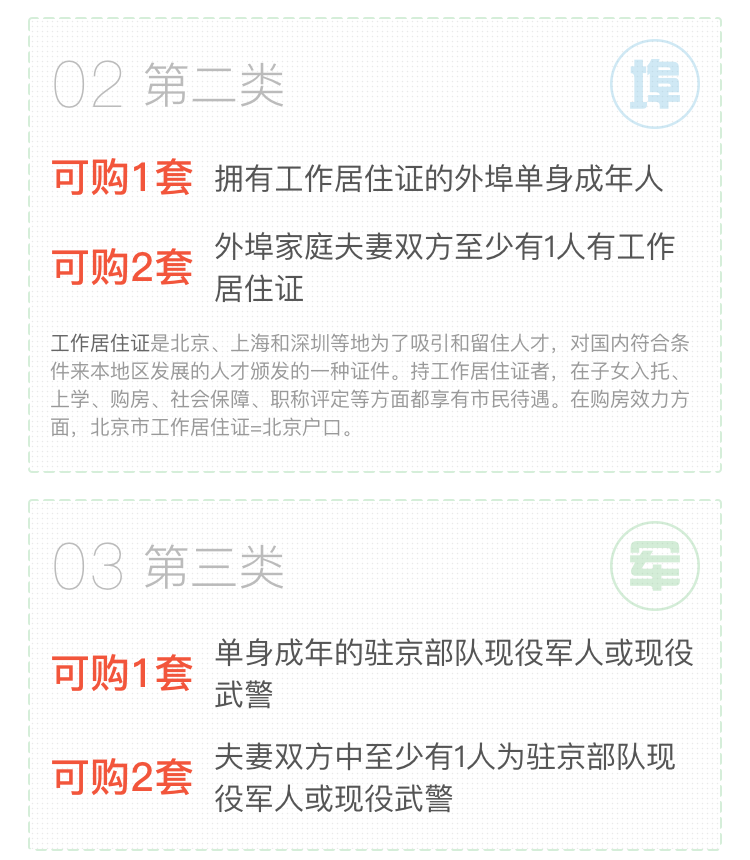 02 第二类
埠
可购1套 拥有工作居住证的外埠单身成年人
可购2套 外埠家庭夫妻双方至少有1人有工作
居住证
工作居住证是北京、上海和深圳等地为了吸引和留住人才，对国内符合条
件来本地区发展的人才颁发的一种证件。持工作居住证者，在子女入托、
上学、购房、社会保障、职称评定等方面都享有市民待遇。在购房效力方
面，北京市工作居住证=北京户口。
03 第三类
军
可购1套 单身成年的驻京部队现役军人或现役
武警
可购2套 夫妻双方中至少有1人为驻京部队现
役军人或现役武警